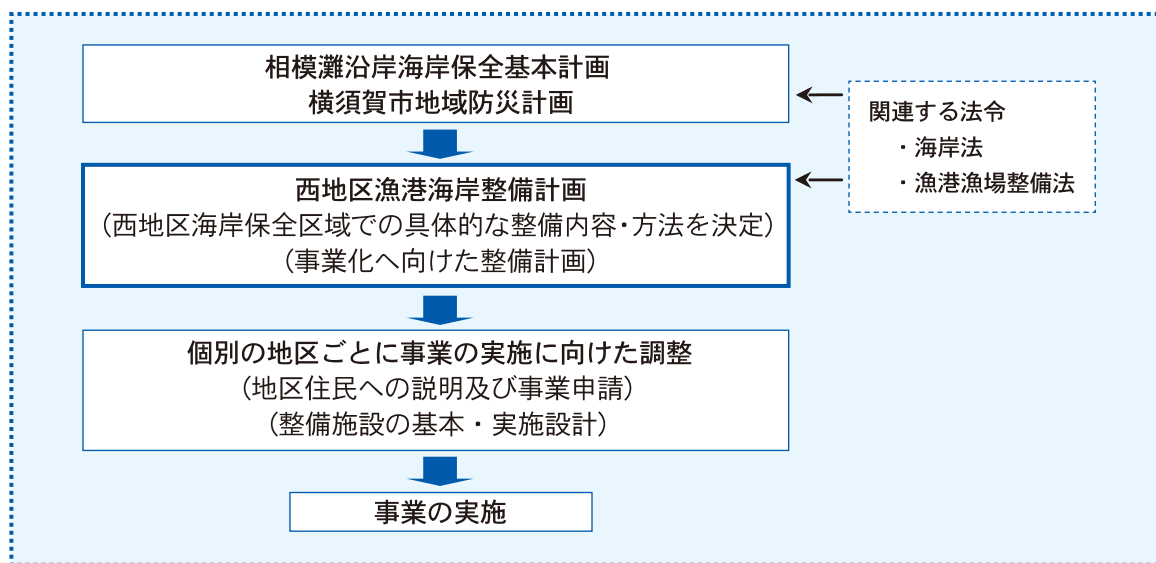 相模灘沿岸海岸保全基本計画
横須賀市地域防災計画
関連する法令
・海岸法
・漁港漁場整備法
西地区漁港海岸整備計画
(西地区海岸保全区域での具体的な整備内容・方法を決定)
(事業化へ向けた整備計画)
個別の地区ごとに事業の実施に向けた調整
(地区住民への説明及び事業申請)
(整備施設の基本・実施設計)
事業の実施